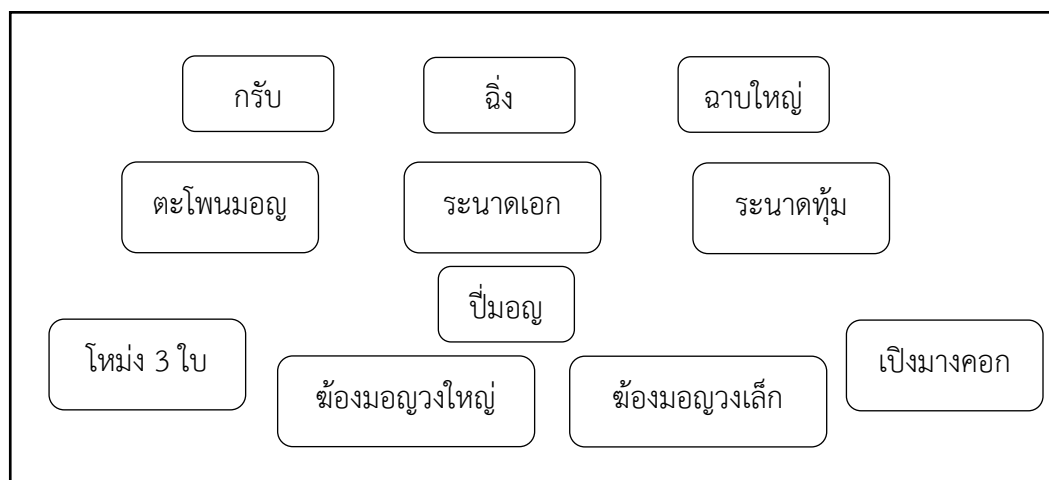 กรับ
ฉิ่ง
ฉาบใหญ่
ตะโพนมอญ
ระนาดเอก
ระนาดทุ้ม
ปี่มอญ
โหม่ง 3 ใบ
ฆ้องมอญวงใหญ่
ฆ้องมอญวงเล็ก
เปิงมางคอก